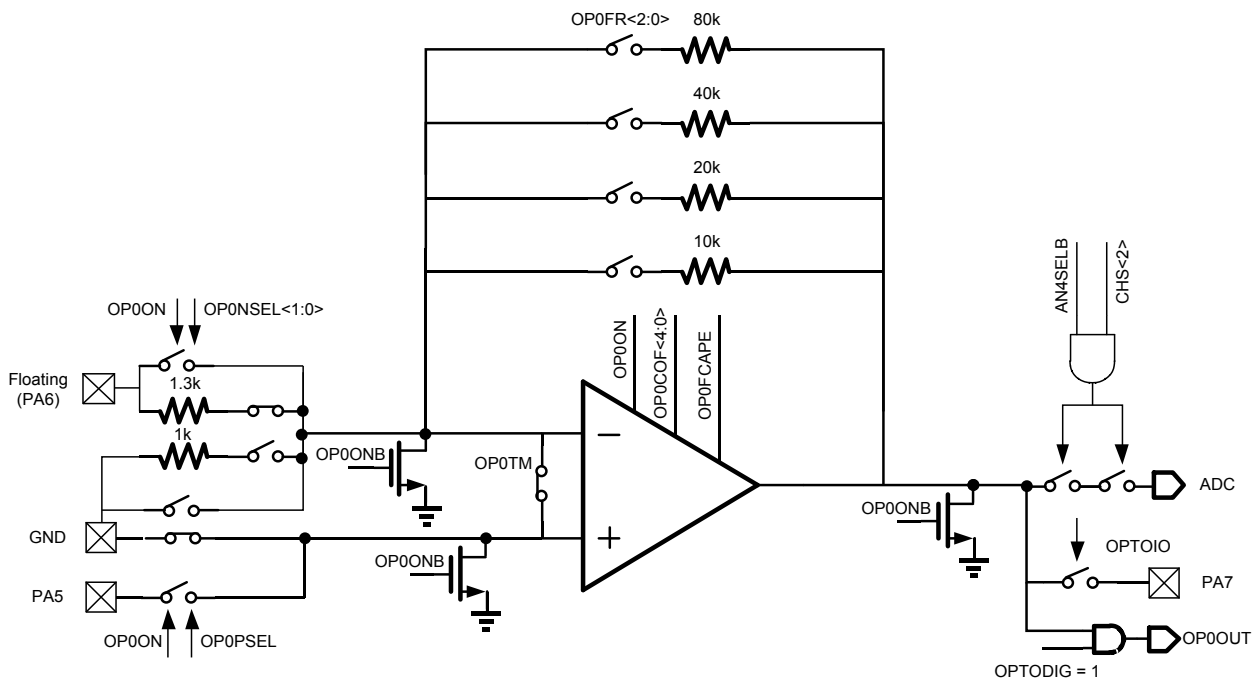 OP0FR<2:0>
80k
40k
20k
10k
AN4SELB
CHS<2>
OP0ON
OP0NSEL<1:0>
OP0ON
OP0COF<4:0>
OP0FCAPE
Floating
(PA6)
1.3k
1k
OP0ONB
OP0TM
−
+
GND
OP0ONB
OP0ONB
ADC
OPTOIO
PA5
PA7
OP0ON
OP0PSEL
OP0OUT
OPTODIG = 1